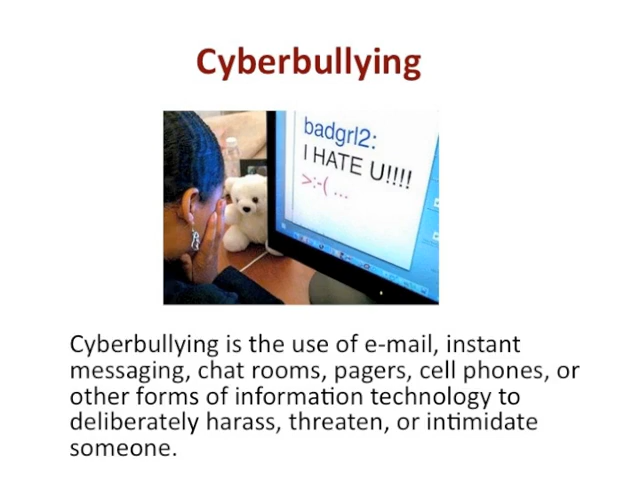 Cyberbullying
badgrl2:
I HATE U!!!!
>:-( ...
Cyberbullying is the use of e-mail, instant
messaging, chat rooms, pagers, cell phones, or
other forms of information technology to
deliberately harass, threaten, or intimidate
someone.